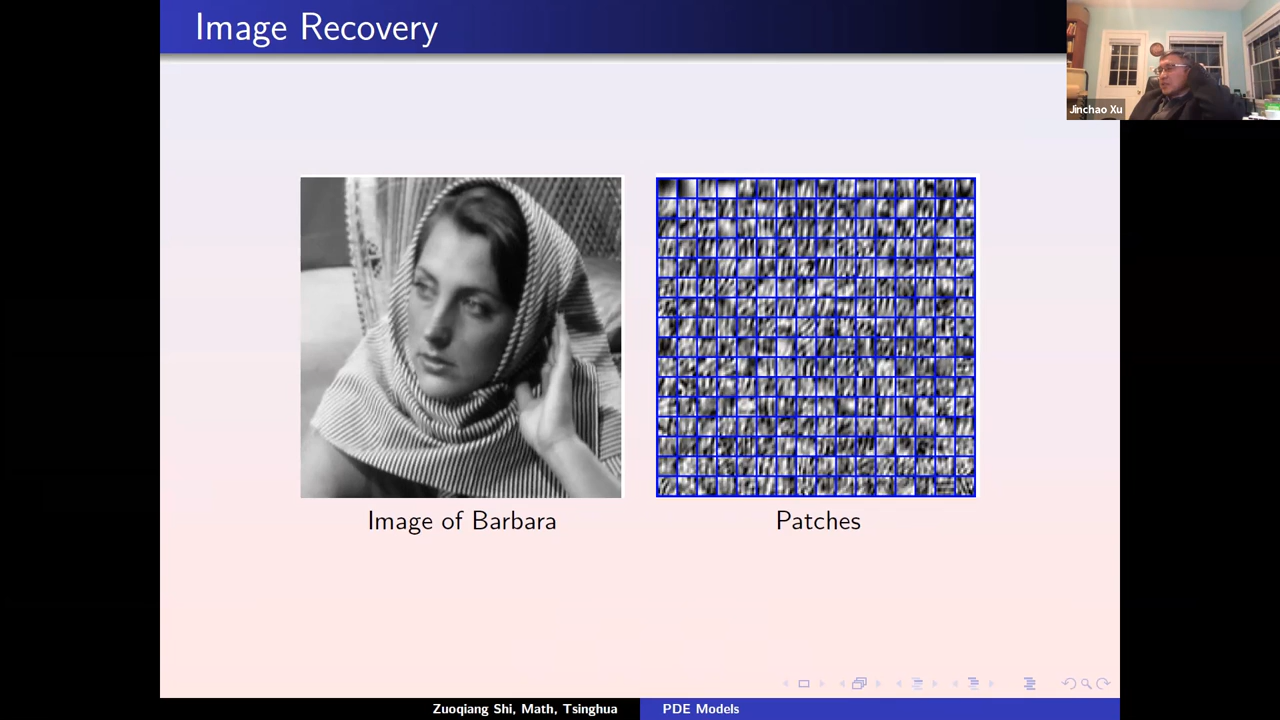 Image Recovery
Jinchao Xu
Image of Barbara
Patches
Zuoqiang Shi, Math, Tsinghua
PDE Models